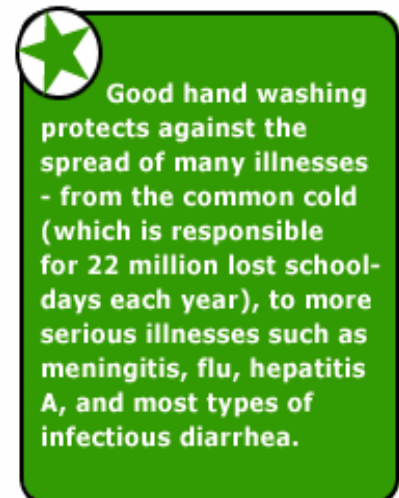 Good hand washing
protects against the
spread of many illnesses
- from the common cold
(which is responsible
for 22 million lost school-
days each year), to more
serious illnesses such as
meningitis, flu, hepatitis
A, and most types of
infectious diarrhea.